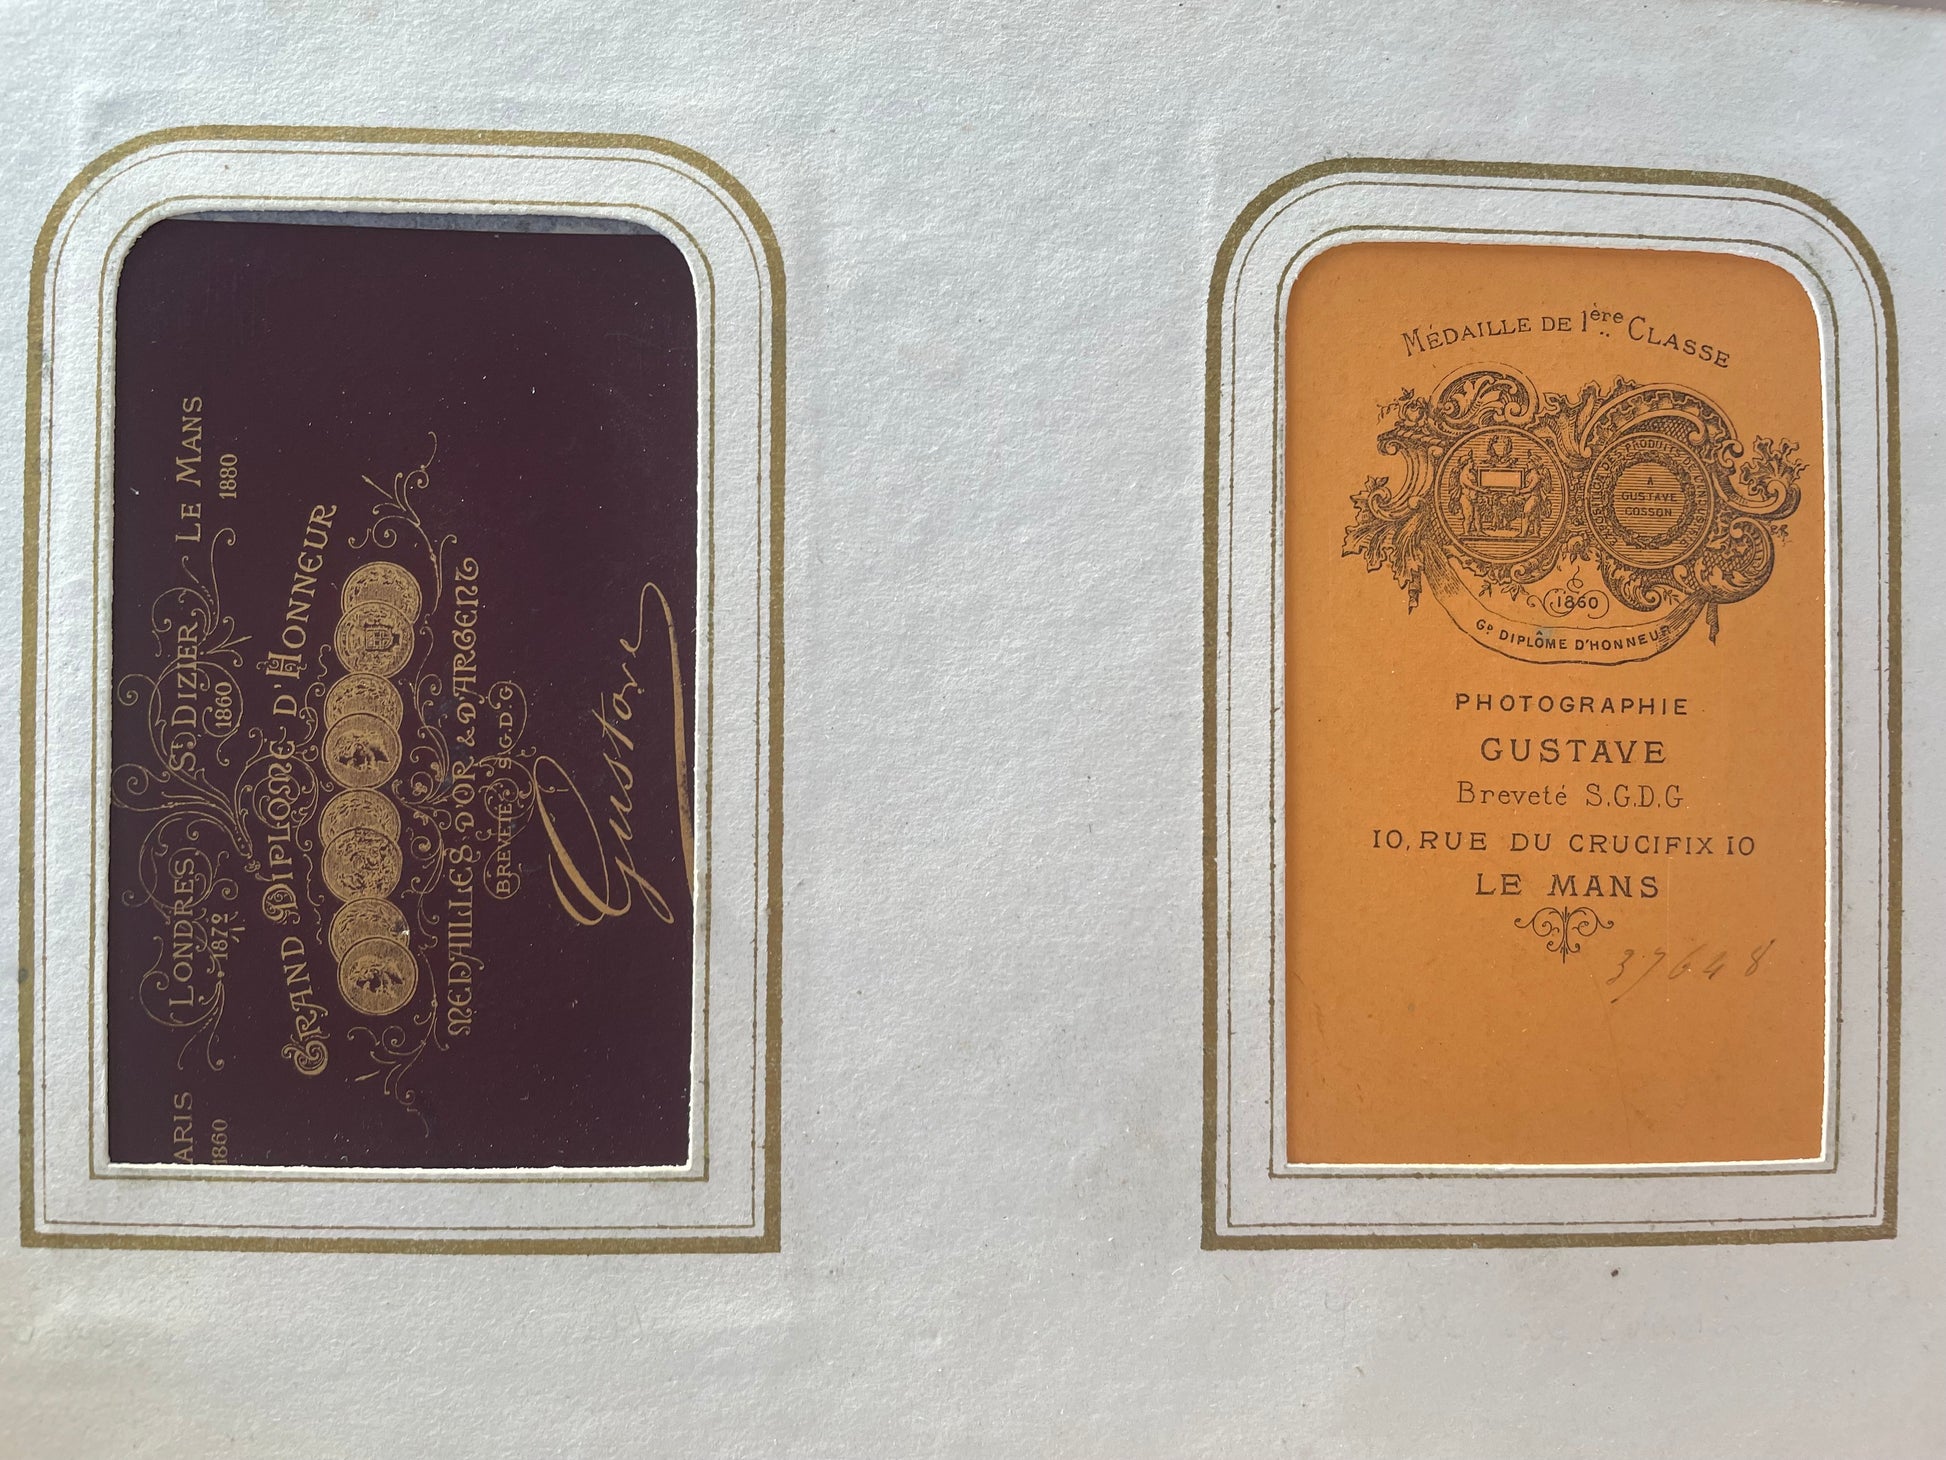 ARIS LONDRES St DIZIER LE MANS
1860 1872 1860 1880
GRAND DIPLOME D'HONNEUR
MEDAILLES D'OR & D'ARGENT
BREVETÉ S.G.D.G
Gustave
MÉDAILLE DE 1ère CLASSE
A
GUSTAVE
COSSON
1860
Gd DIPLÔME D'HONNEUR
PHOTOGRAPHIE
GUSTAVE
Breveté S.G.D.G.
10, RUE DU CRUCIFIX 10
LE MANS
37648